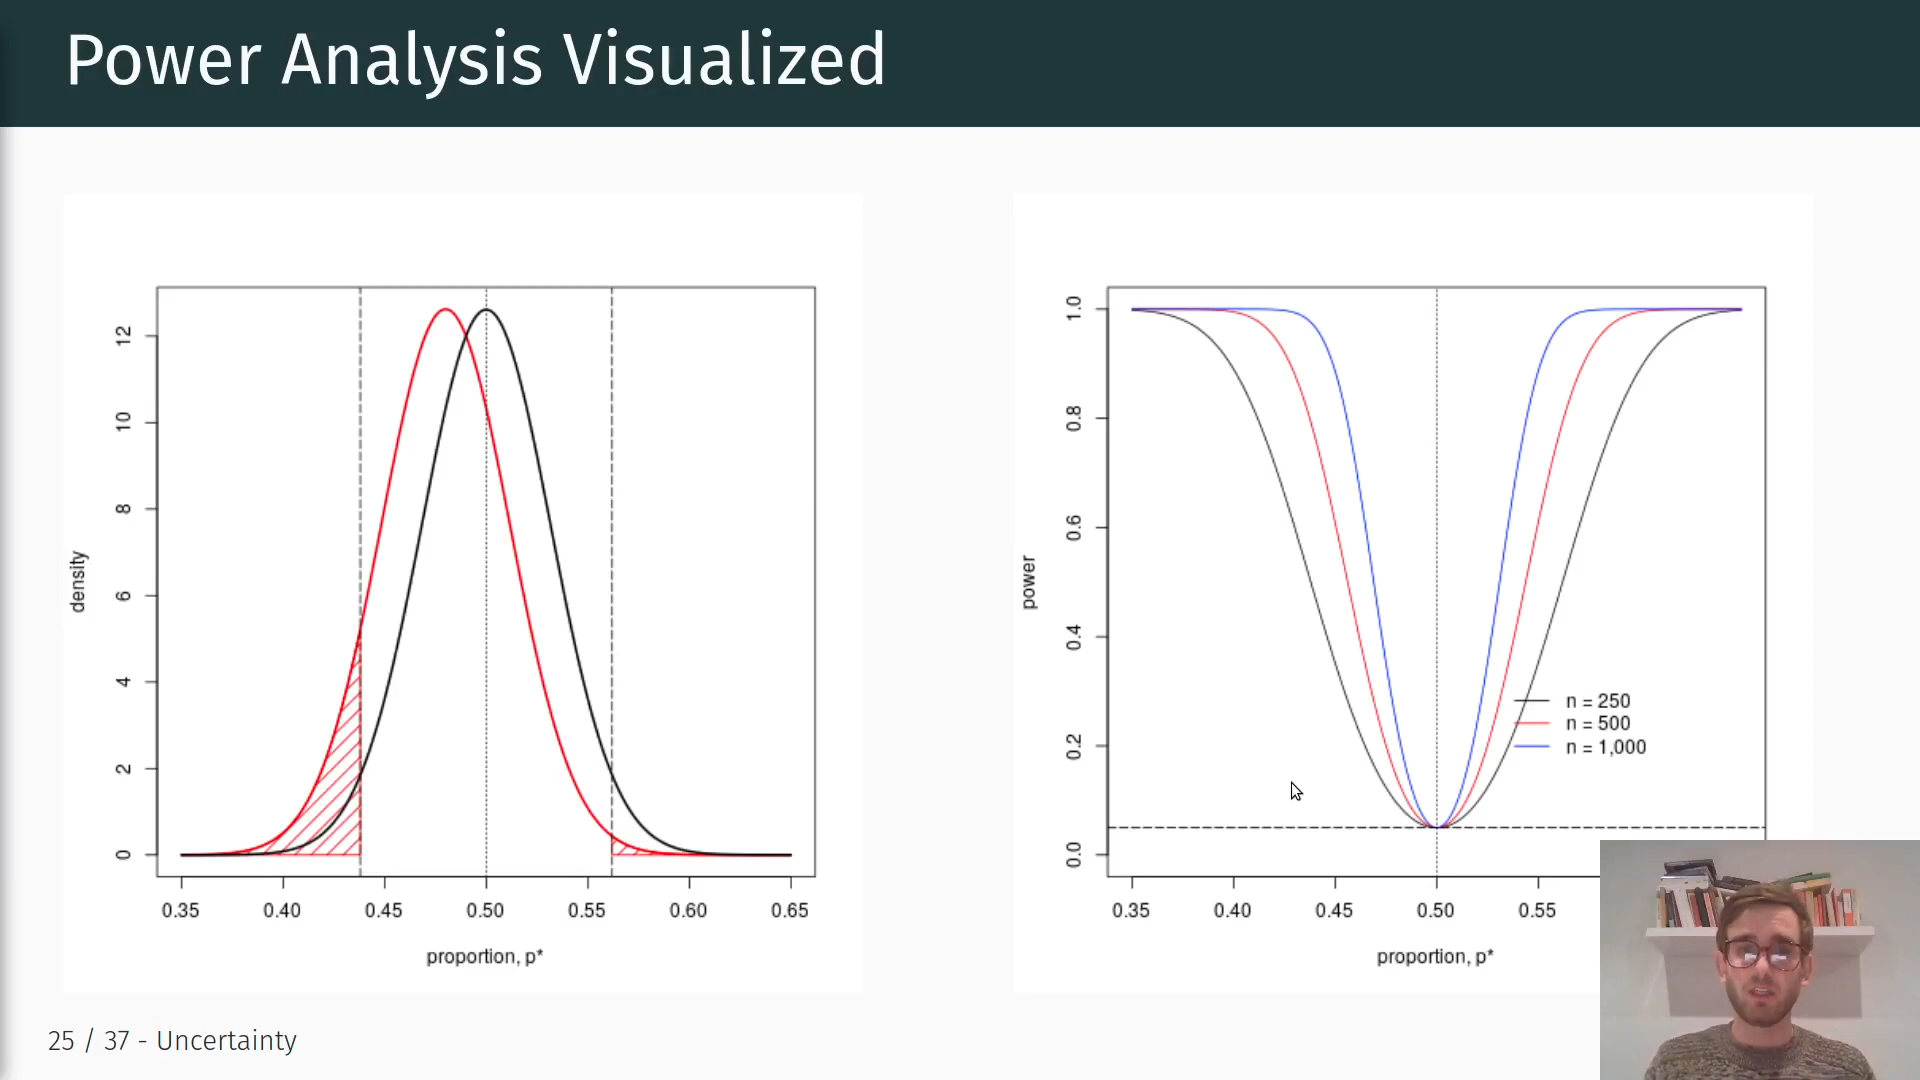 Power Analysis Visualized
density
0
2
4
6
8
10
12
0.35 0.40 0.45 0.50 0.55 0.60 0.65
proportion, p*
power
0.0
0.2
0.4
0.6
0.8
1.0
n = 250
n = 500
n = 1,000
0.35 0.40 0.45 0.50 0.55
proportion, p*
25 / 37 - Uncertainty